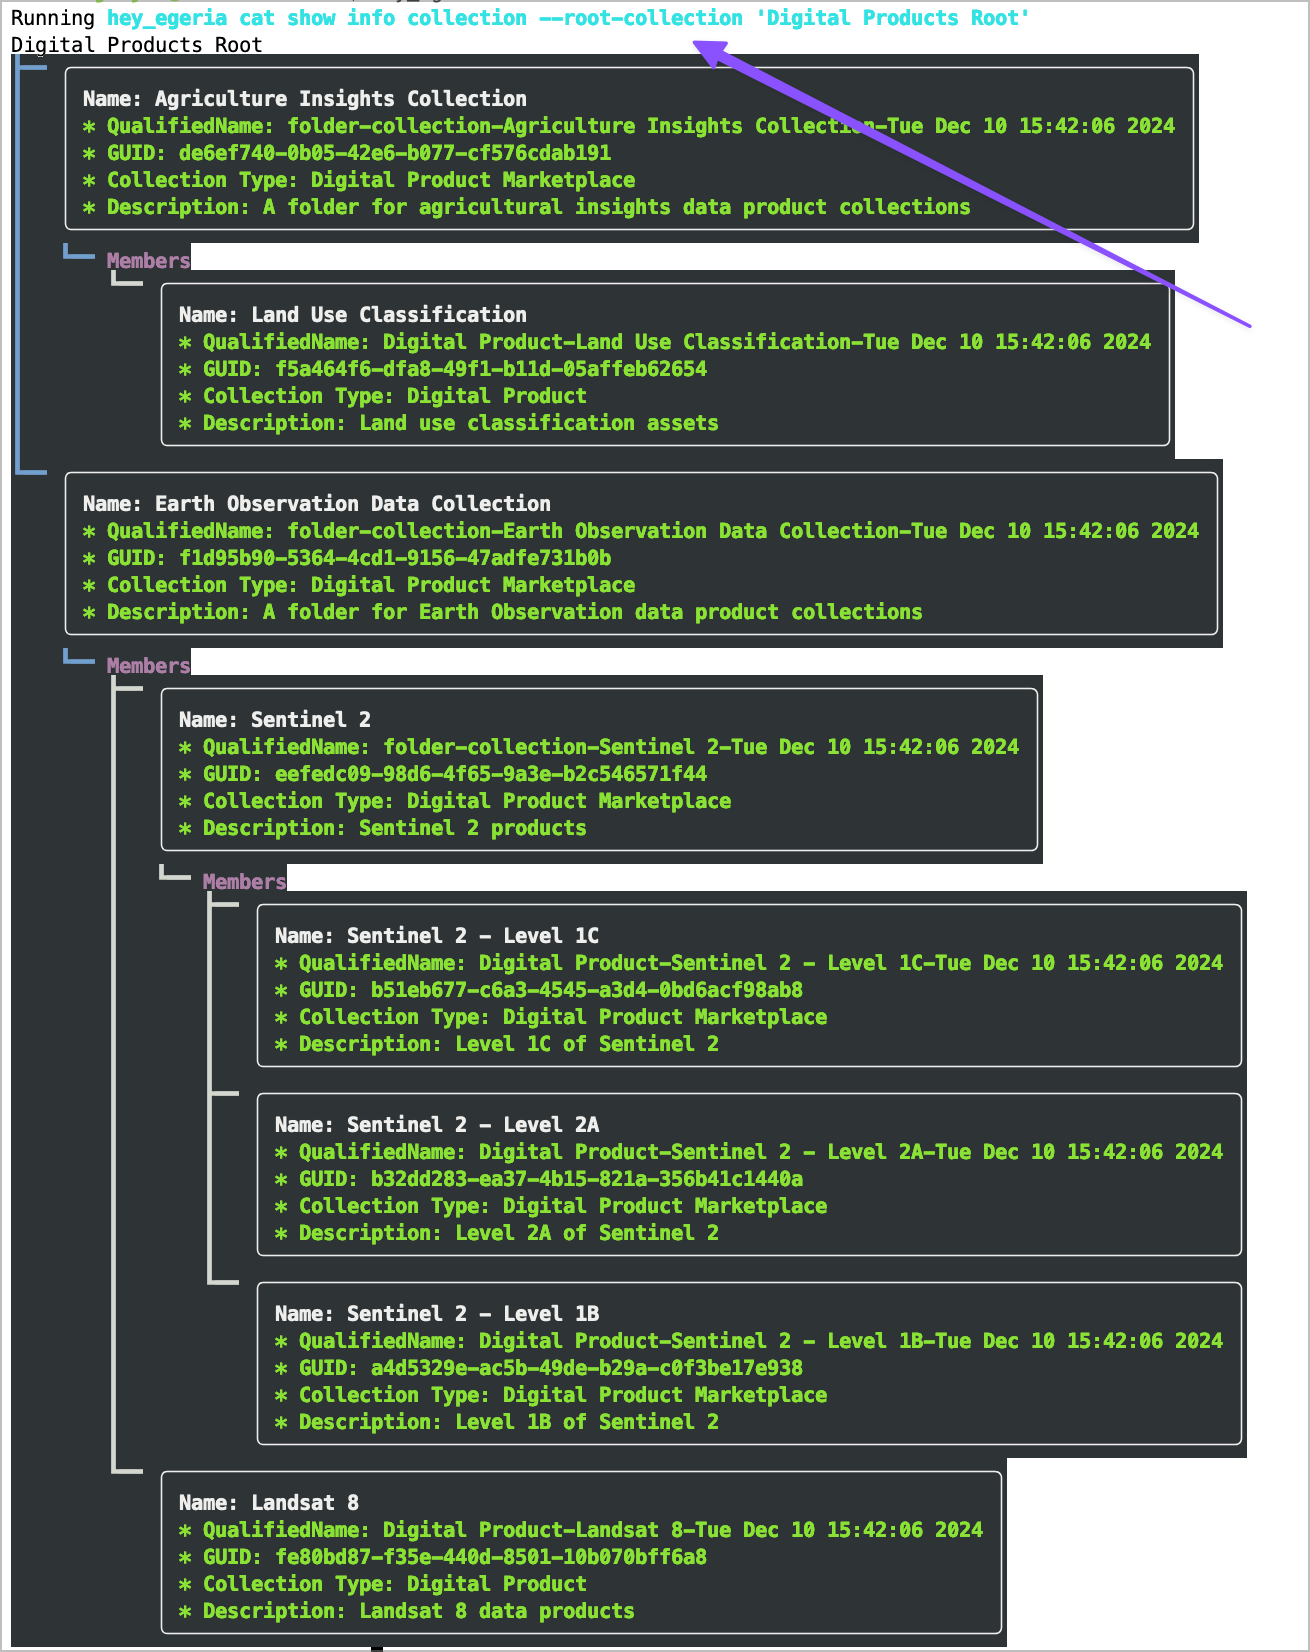 Running hey_egeria cat show info collection --root-collection 'Digital Products Root'
Digital Products Root
Name: Agriculture Insights Collection
* QualifiedName: folder-collection-Agriculture Insights Collection-Tue Dec 10 15:42:06 2024
* GUID: de6ef740-0b05-42e6-b077-cf576cdab191
* Collection Type: Digital Product Marketplace
* Description: A folder for agricultural insights data product collections
Members
Name: Land Use Classification
* QualifiedName: Digital Product-Land Use Classification-Tue Dec 10 15:42:06 2024
* GUID: f5a464f6-dfa8-49f1-b11d-05affeb62654
* Collection Type: Digital Product
* Description: Land use classification assets
Name: Earth Observation Data Collection
* QualifiedName: folder-collection-Earth Observation Data Collection-Tue Dec 10 15:42:06 2024
* GUID: f1d95b90-5364-4cd1-9156-47adfe731b0b
* Collection Type: Digital Product Marketplace
* Description: A folder for Earth Observation data product collections
Members
Name: Sentinel 2
* QualifiedName: folder-collection-Sentinel 2-Tue Dec 10 15:42:06 2024
* GUID: eefedc09-98d6-4f65-9a3e-b2c546571f44
* Collection Type: Digital Product Marketplace
* Description: Sentinel 2 products
Members
Name: Sentinel 2 - Level 1C
* QualifiedName: Digital Product-Sentinel 2 - Level 1C-Tue Dec 10 15:42:06 2024
* GUID: b51eb677-c6a3-4545-a3d4-0bd6acf98ab8
* Collection Type: Digital Product Marketplace
* Description: Level 1C of Sentinel 2
Name: Sentinel 2 - Level 2A
* QualifiedName: Digital Product-Sentinel 2 - Level 2A-Tue Dec 10 15:42:06 2024
* GUID: b32dd283-ea37-4b15-821a-356b41c1440a
* Collection Type: Digital Product Marketplace
* Description: Level 2A of Sentinel 2
Name: Sentinel 2 - Level 1B
* QualifiedName: Digital Product-Sentinel 2 - Level 1B-Tue Dec 10 15:42:06 2024
* GUID: a4d5329e-ac5b-49de-b29a-c0f3be17e938
* Collection Type: Digital Product Marketplace
* Description: Level 1B of Sentinel 2
Name: Landsat 8
* QualifiedName: Digital Product-Landsat 8-Tue Dec 10 15:42:06 2024
* GUID: fe80bd87-f35e-440d-8501-10b070bff6a8
* Collection Type: Digital Product
* Description: Landsat 8 data products